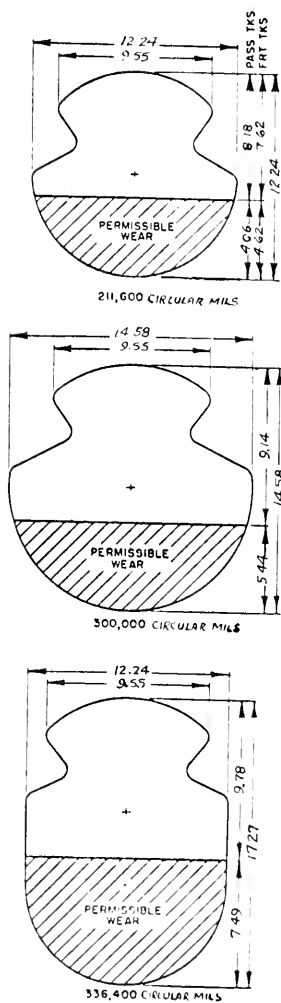 12.24
9.55
PASS TKS
FRT TKS
8.18
7.62
12.24
4.06
4.62
PERMISSIBLE
WEAR
211,600 CIRCULAR MILS
14.58
9.55
9.14
14.58
5.44
PERMISSIBLE
WEAR
300,000 CIRCULAR MILS
12.24
9.55
9.78
17.27
7.49
PERMISSIBLE
WEAR
336,400 CIRCULAR MILS